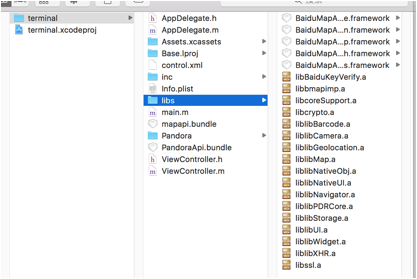 terminal
terminal.xcodeproj
AppDelegate.h
AppDelegate.m
Assets.xcassets
Base.lproj
control.xml
inc
Info.plist
libs
main.m
mapapi.bundle
Pandora
PandoraApi.bundle
ViewController.h
ViewController.m
BaiduMapA...e.framework
BaiduMapA...n.framework
BaiduMapA...p.framework
BaiduMapA...h.framework
BaiduMapA...s.framework
libBaiduKeyVerify.a
libbmapimp.a
libcoreSupport.a
libcrypto.a
liblibBarcode.a
liblibCamera.a
liblibGeolocation.a
liblibMap.a
liblibNativeObj.a
liblibNativeUI.a
liblibNavigator.a
liblibPDRCore.a
liblibStorage.a
liblibUI.a
liblibWidget.a
liblibXHR.a
libssl.a